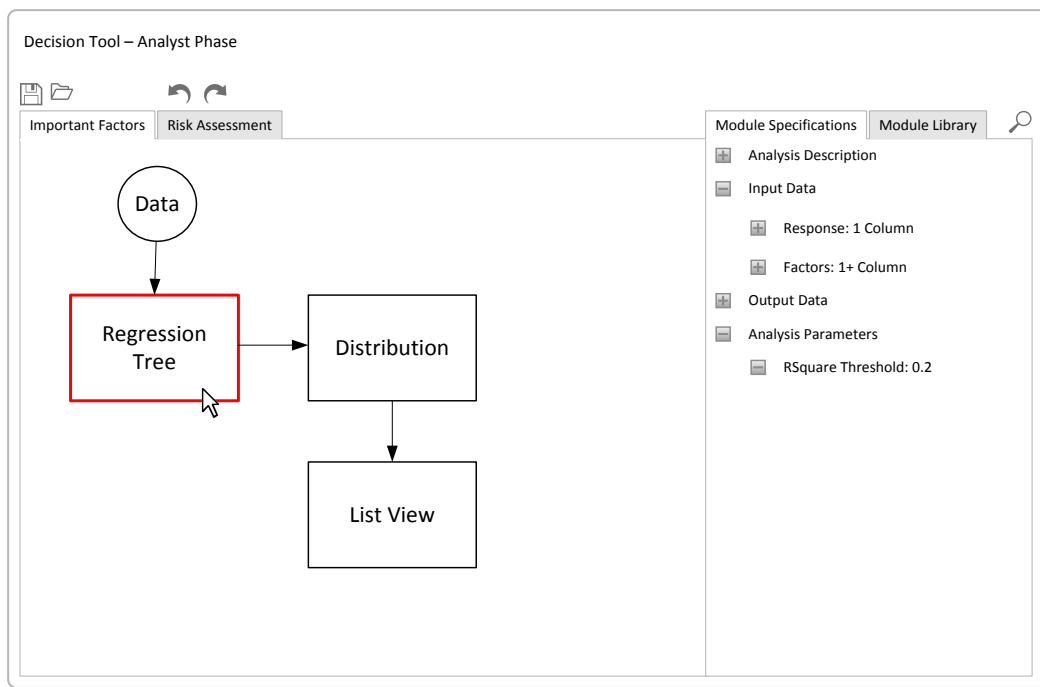 Decision Tool – Analyst Phase
Important Factors
Risk Assessment
Data
Regression
Tree
Distribution
List View
Module Specifications
Module Library
Analysis Description
Input Data
Response: 1 Column
Factors: 1+ Column
Output Data
Analysis Parameters
RSquare Threshold: 0.2